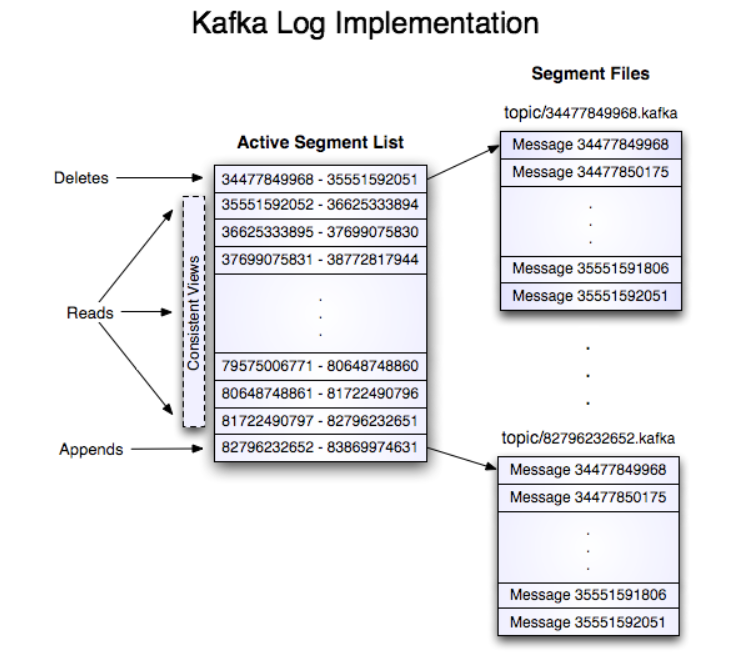 Kafka Log Implementation
Segment Files
topic/34477849968.kafka
Active Segment List
Message 34477849968
Message 34477850175
.
.
.
Message 35551591806
Message 35551592051
Deletes
34477849968 - 35551592051
35551592052 - 36625333894
36625333895 - 37699075830
37699075831 - 38772817944
.
.
.
79575006771 - 80648748860
80648748861 - 81722490796
81722490797 - 82796232651
82796232652 - 83869974631
Reads
Consistent Views
Appends
.
.
.
topic/82796232652.kafka
Message 34477849968
Message 34477850175
.
.
.
Message 35551591806
Message 35551592051